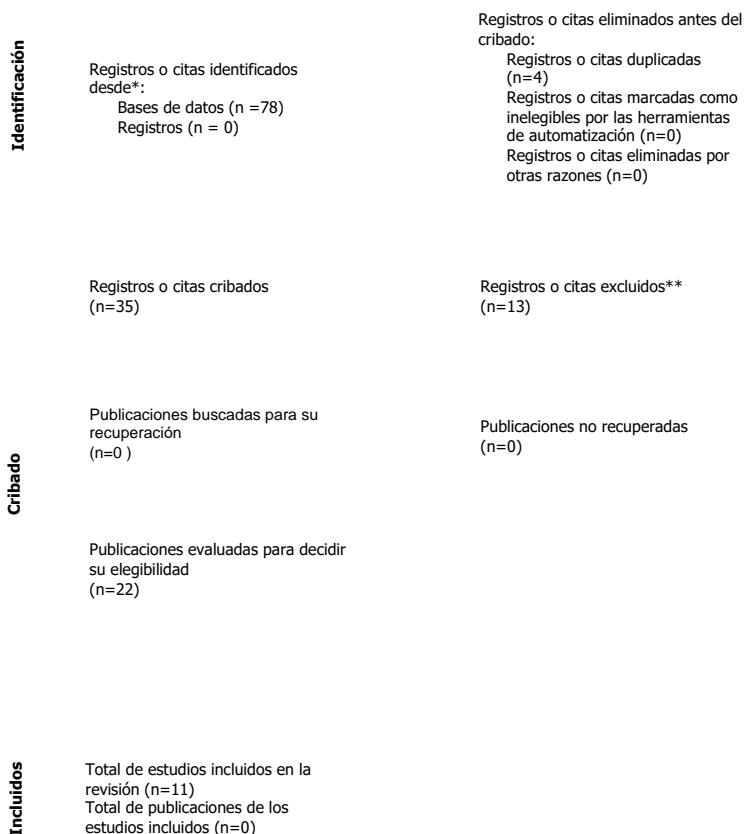 Identificación
Registros o citas identificados
desde*:
Bases de datos (n =78)
Registros (n = 0)
Registros o citas eliminados antes del
cribado:
Registros o citas duplicadas
(n=4)
Registros o citas marcadas como
inelegibles por las herramientas
de automatización (n=0)
Registros o citas eliminadas por
otras razones (n=0)
Cribado
Registros o citas cribados
(n=35)
Registros o citas excluidos**
(n=13)
Publicaciones buscadas para su
recuperación
(n=0 )
Publicaciones no recuperadas
(n=0)
Publicaciones evaluadas para decidir
su elegibilidad
(n=22)
Incluidos
Total de estudios incluidos en la
revisión (n=11)
Total de publicaciones de los
estudios incluidos (n=0)